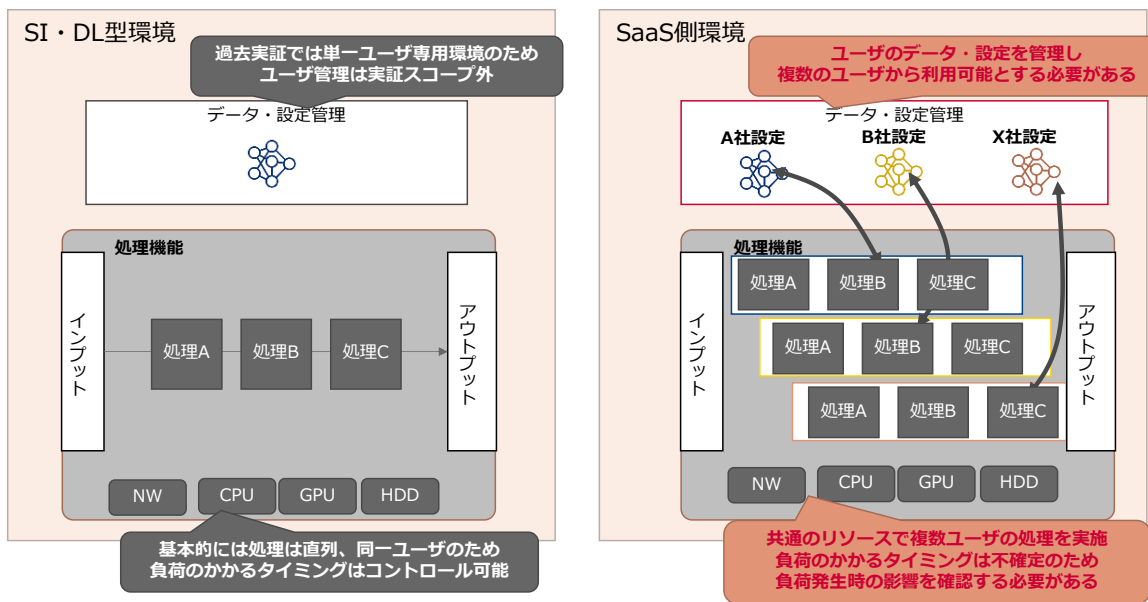 SI・DL型環境
過去実証では単一ユーザ専用環境のため
ユーザ管理は実証スコープ外
データ・設定管理
処理機能
インプット
処理A
処理B
処理C
アウトプット
NW
CPU
GPU
HDD
基本的には処理は直列、同一ユーザのため
負荷のかかるタイミングはコントロール可能
SaaS側環境
ユーザのデータ・設定を管理し
複数のユーザから利用可能とする必要がある
データ・設定管理
A社設定
B社設定
X社設定
処理機能
インプット
処理A
処理B
処理C
処理A
処理B
処理C
処理A
処理B
処理C
アウトプット
NW
CPU
GPU
HDD
共通のリソースで複数ユーザの処理を実施
負荷のかかるタイミングは不確定のため
負荷発生時の影響を確認する必要がある